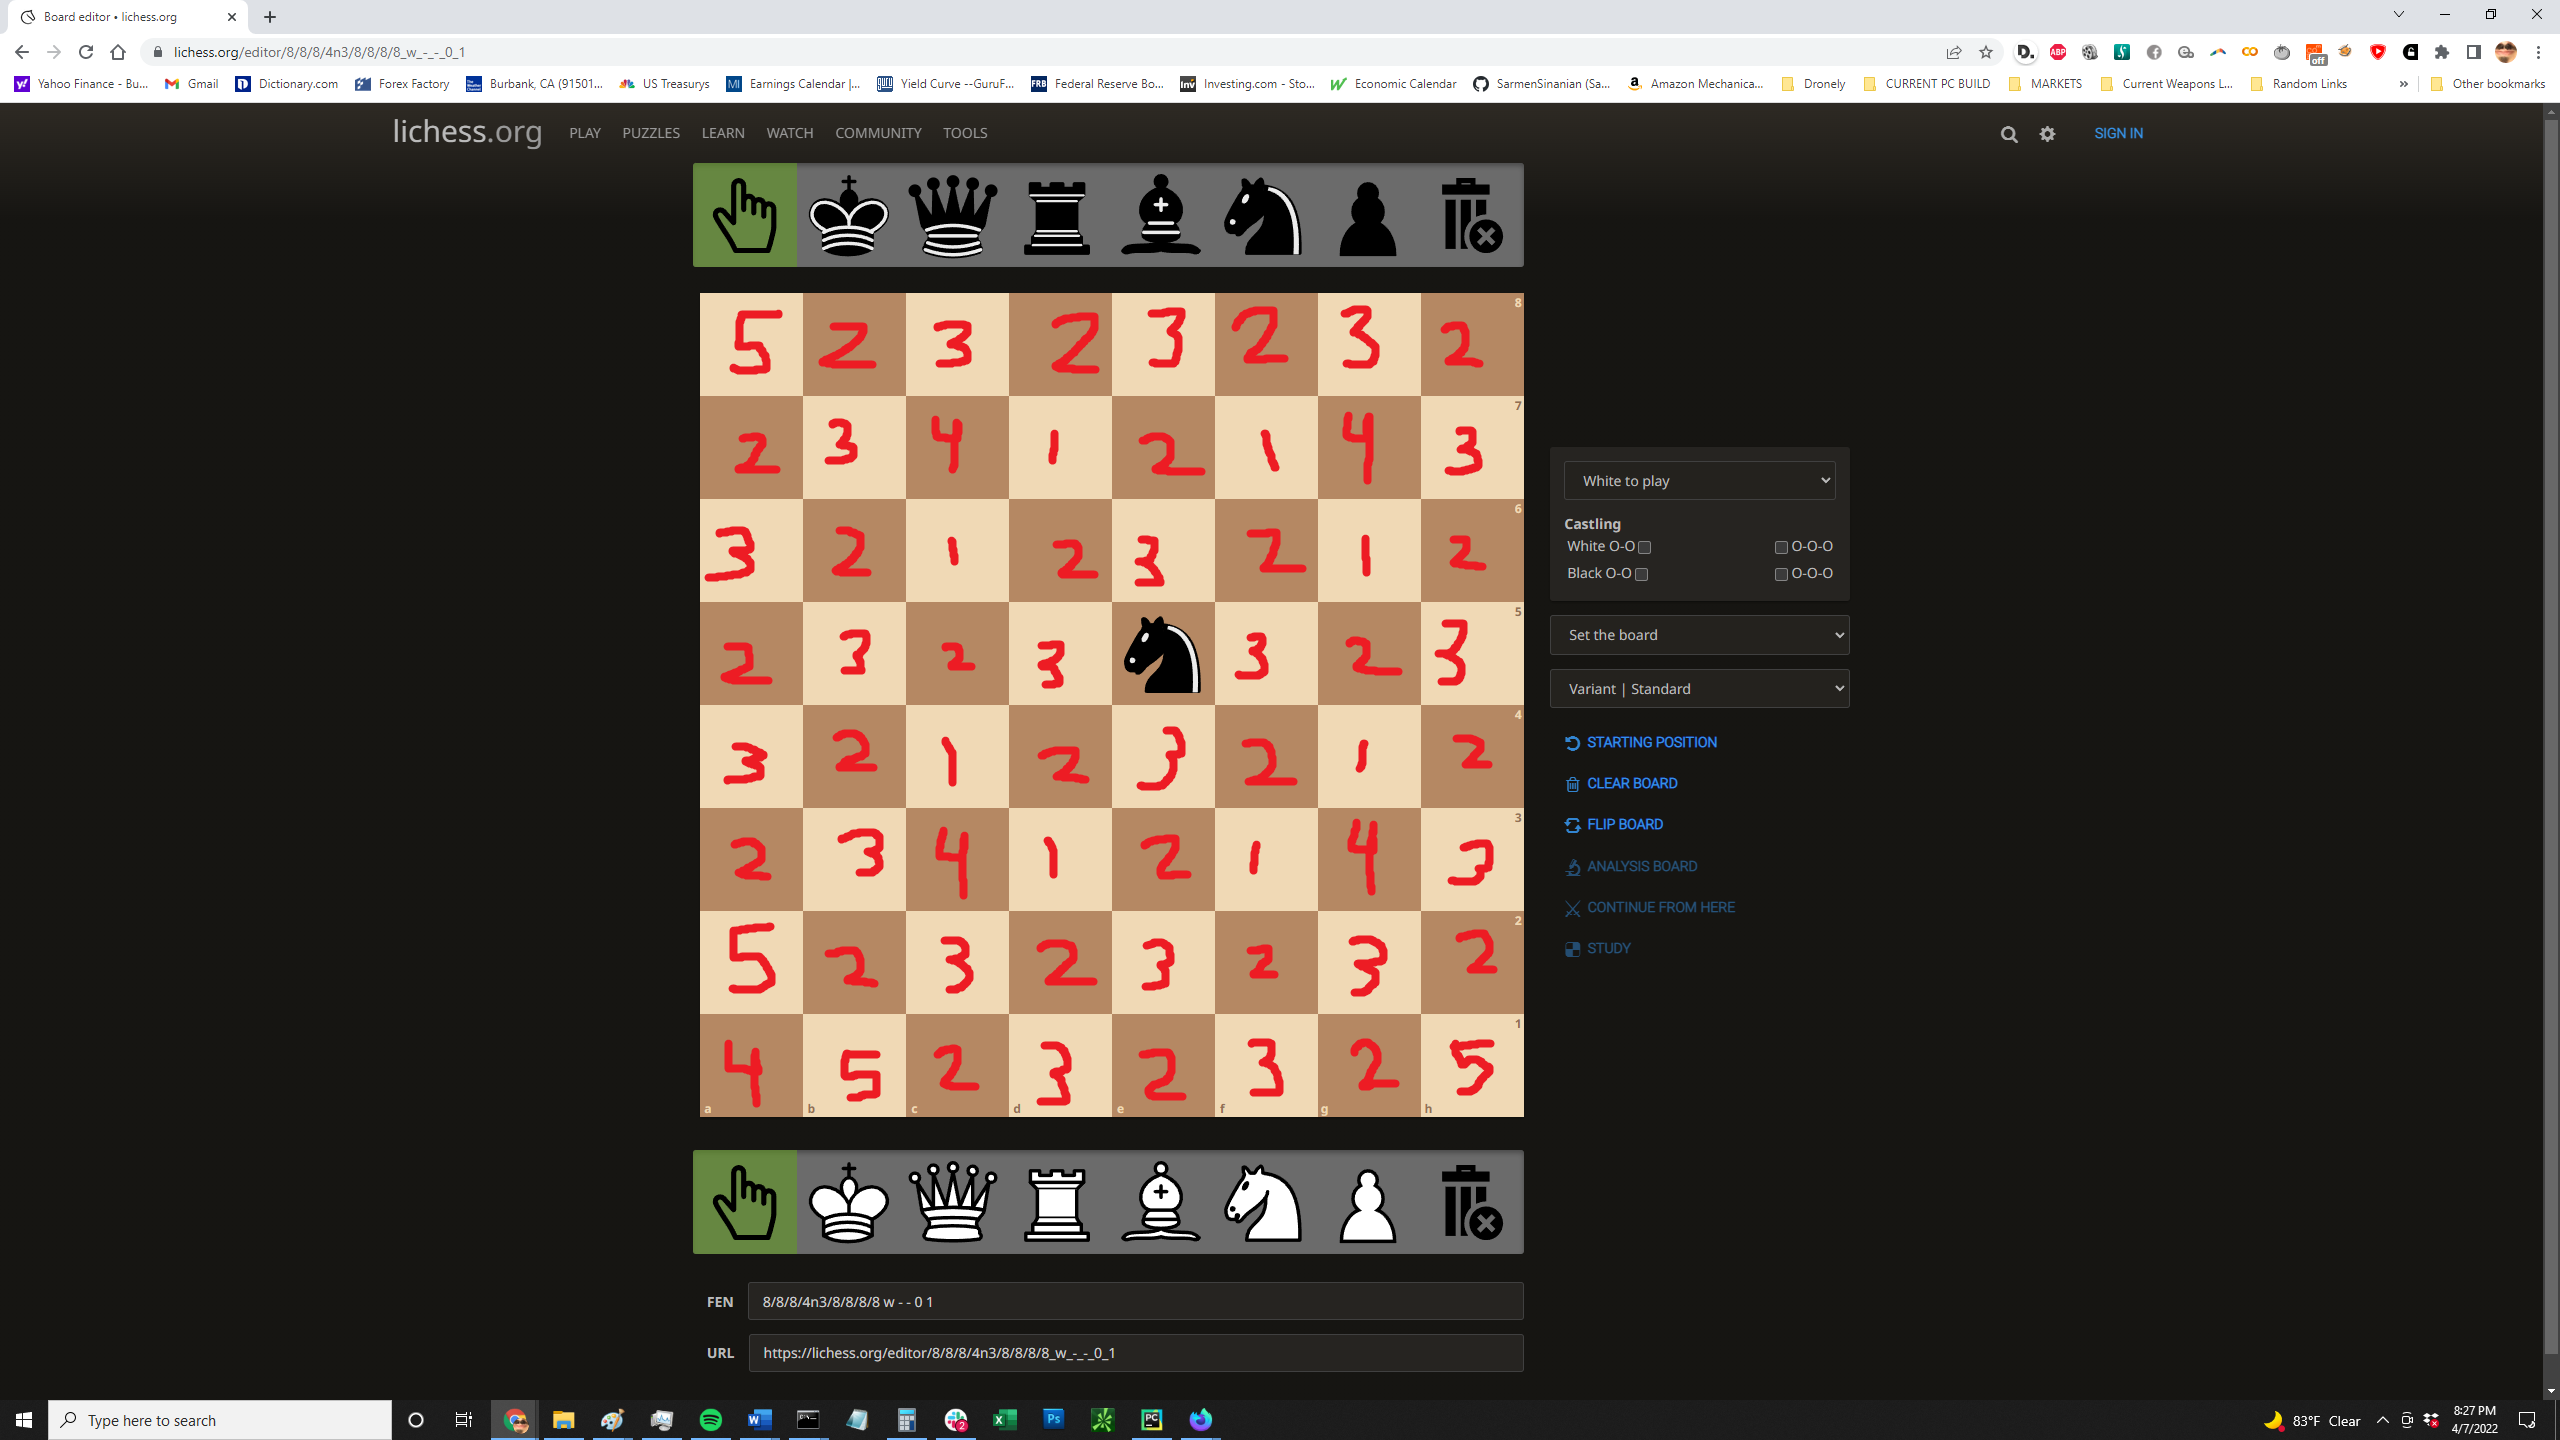 Board editor • lichess.org
lichess.org/editor/8/8/8/4n3/8/8/8/8_w_-_-_0_1
Yahoo Finance - Bu... Gmail Dictionary.com Forex Factory Burbank, CA (91501... US Treasurys Earnings Calendar |... Yield Curve --GuruF... Federal Reserve Bo... Investing.com - Sto... Economic Calendar SarmenSinanian (Sa... Amazon Mechanica... Dronely CURRENT PC BUILD MARKETS Current Weapons L... Random Links » Other bookmarks
lichess.org PLAY PUZZLES LEARN WATCH COMMUNITY TOOLS SIGN IN
5 2 3 2 3 2 3 2 8
2 3 4 1 2 1 4 3 7
3 2 1 2 3 2 1 2 6
2 3 2 3 3 2 3 5
3 2 1 2 3 2 1 2 4
2 3 4 1 2 1 4 3 3
5 2 3 2 3 2 3 2 2
4 5 2 3 2 3 2 5 1
a b c d e f g h
White to play
Castling
White O-O O-O-O
Black O-O O-O-O
Set the board
Variant | Standard
STARTING POSITION
CLEAR BOARD
FLIP BOARD
ANALYSIS BOARD
CONTINUE FROM HERE
STUDY
FEN 8/8/8/4n3/8/8/8/8 w - - 0 1
URL https://lichess.org/editor/8/8/8/4n3/8/8/8/8_w_-_-_0_1
Type here to search
83°F Clear
8:27 PM
4/7/2022